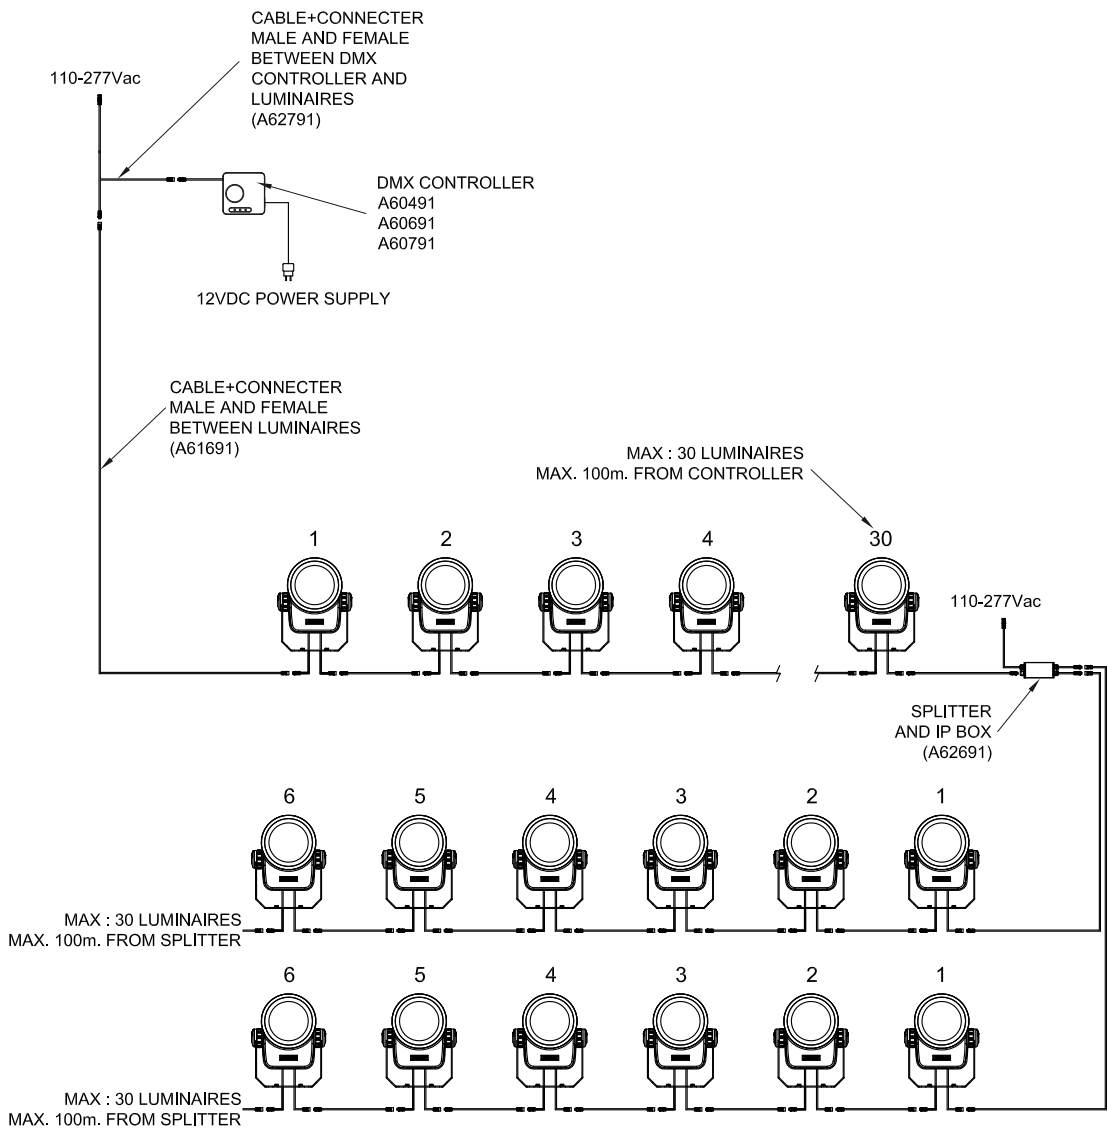 CABLE+CONNECTER
MALE AND FEMALE
BETWEEN DMX
CONTROLLER AND
LUMINAIRES
(A62791)
110-277Vac
DMX CONTROLLER
A60491
A60691
A60791
12VDC POWER SUPPLY
CABLE+CONNECTER
MALE AND FEMALE
BETWEEN LUMINAIRES
(A61691)
MAX : 30 LUMINAIRES
MAX. 100m. FROM CONTROLLER
1 2 3 4 30
110-277Vac
SPLITTER
AND IP BOX
(A62691)
6 5 4 3 2 1
MAX : 30 LUMINAIRES
MAX. 100m. FROM SPLITTER
6 5 4 3 2 1
MAX : 30 LUMINAIRES
MAX. 100m. FROM SPLITTER